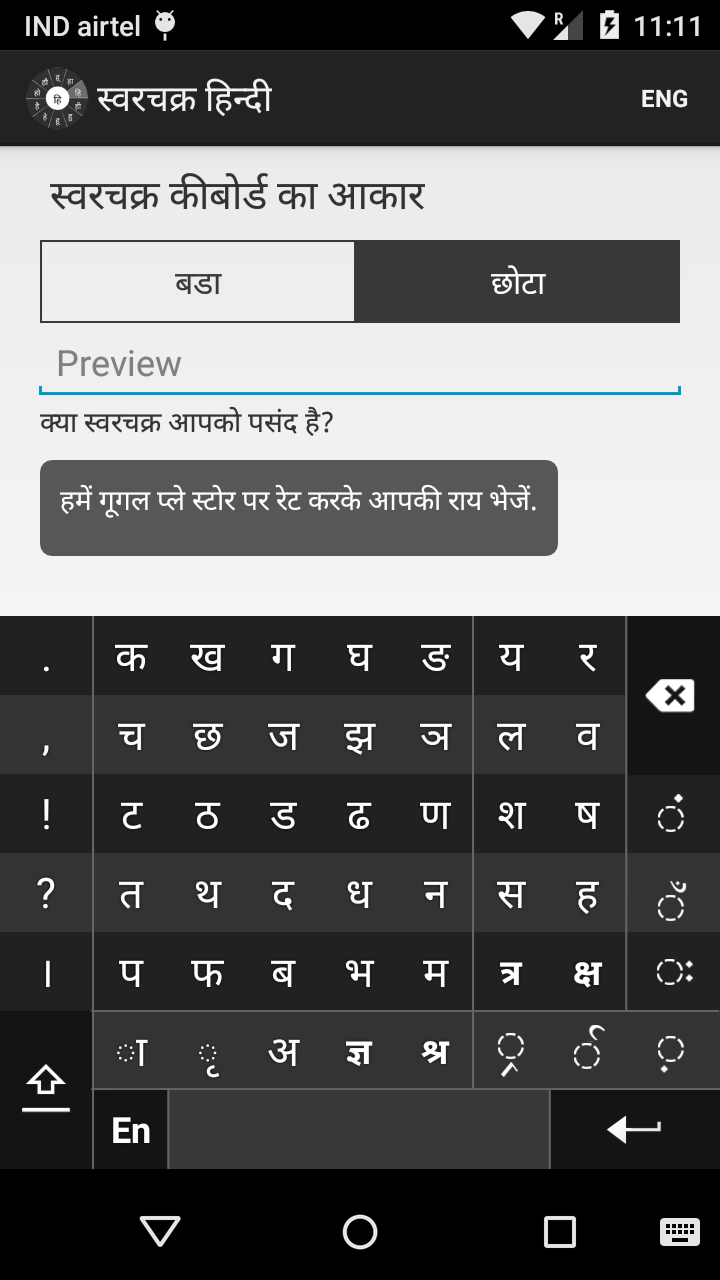 IND airtel R 11:11
स्वरचक्र हिन्दी ENG
स्वरचक्र कीबोर्ड का आकार
बडा छोटा
Preview
क्या स्वरचक्र आपको पसंद है?
हमें गूगल प्ले स्टोर पर रेट करके आपकी राय भेजें.
. क ख ग घ ङ य र
, च छ ज झ ञ ल व
! ट ठ ड ढ ण श ष ं
? त थ द ध न स ह ँ
। प फ ब भ म त्र क्ष ः
ा ृ अ ज्ञ श्र ्र र् ़
En